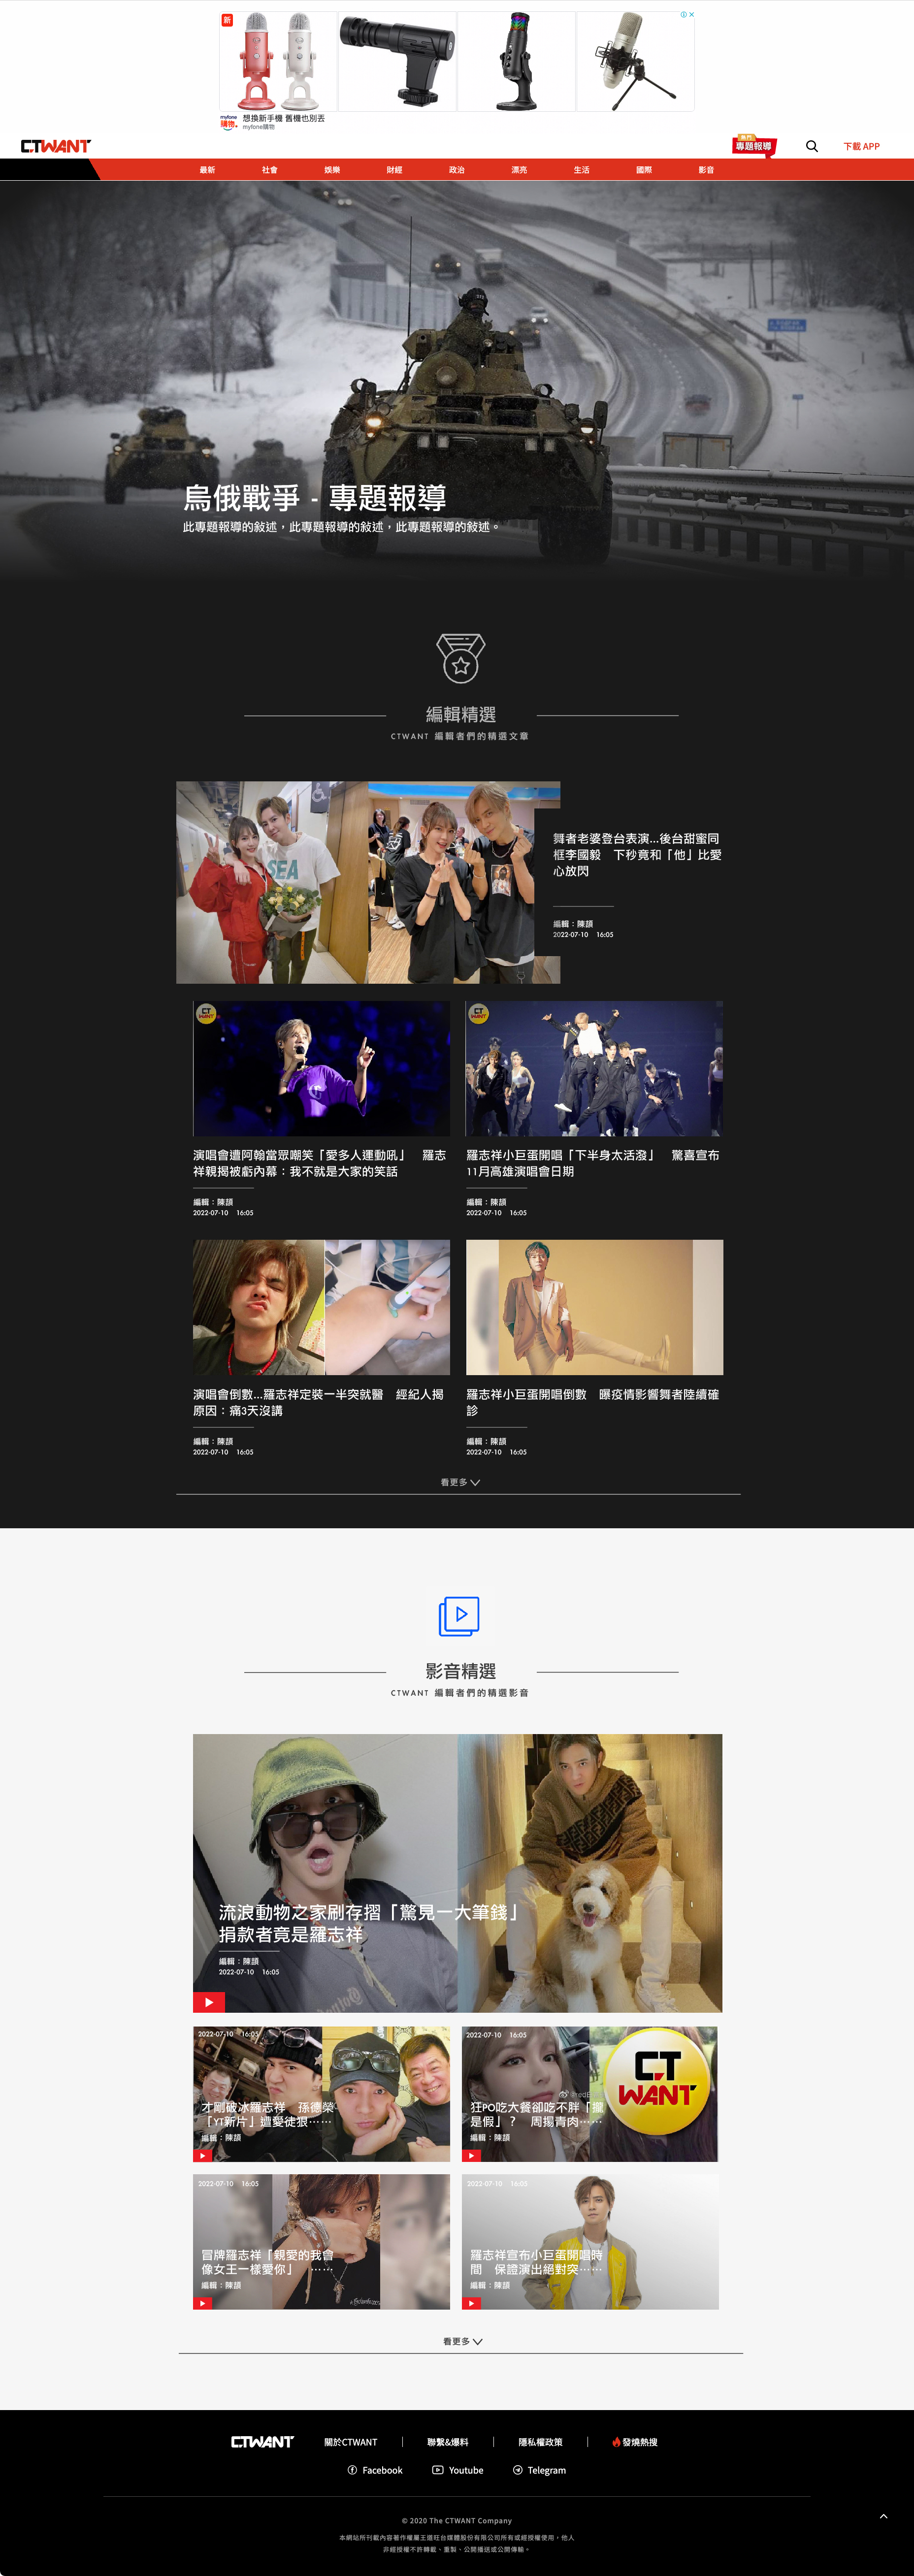 新
myfone
購物
想換新手機 舊機也別丟
myfone購物
CTWANT
熱門
專題報導
下載 APP
最新
社會
娛樂
財經
政治
漂亮
生活
國際
影音
烏俄戰爭 - 專題報導
此專題報導的敍述，此專題報導的敍述，此專題報導的敍述。
編輯精選
CTWANT 編輯者們的精選文章
SEA
舞者老婆登台表演...後台甜蜜同
框李國毅　下秒竟和「他」比愛
心放閃
編輯：陳頡
2022-07-10 16:05
CT
WANT
演唱會遭阿翰當眾嘲笑「愛多人運動吼」　羅志
祥親揭被虧內幕：我不就是大家的笑話
編輯：陳頡
2022-07-10 16:05
CT
WANT
羅志祥小巨蛋開唱「下半身太活潑」　驚喜宣布
11月高雄演唱會日期
編輯：陳頡
2022-07-10 16:05
演唱會倒數...羅志祥定裝一半突就醫　經紀人揭
原因：痛3天沒講
編輯：陳頡
2022-07-10 16:05
羅志祥小巨蛋開唱倒數　曝疫情影響舞者陸續確
診
編輯：陳頡
2022-07-10 16:05
看更多
影音精選
CTWANT 編輯者們的精選影音
流浪動物之家刷存摺「驚見一大筆錢」
捐款者竟是羅志祥
編輯：陳頡
2022-07-10 16:05
2022-07-10 16:05
才剛破冰羅志祥　孫德榮
「YT新片」遭愛徒狠……
編輯：陳頡
2022-07-10 16:05
CT
WANT
狂PO吃大餐卻吃不胖「攏
是假」？　周揚青肉……
編輯：陳頡
2022-07-10 16:05
冒牌羅志祥「親愛的我會
像女王一樣愛你」　……
編輯：陳頡
2022-07-10 16:05
羅志祥宣布小巨蛋開唱時
間　保證演出絕對突……
編輯：陳頡
看更多
CTWANT
關於CTWANT
聯繫&爆料
隱私權政策
發燒熱搜
Facebook
Youtube
Telegram
© 2020 The CTWANT Company
本網站所刊載內容著作權屬王道旺台媒體股份有限公司所有或經授權使用，他人
非經授權不許轉載、重製、公開播送或公開傳輸。